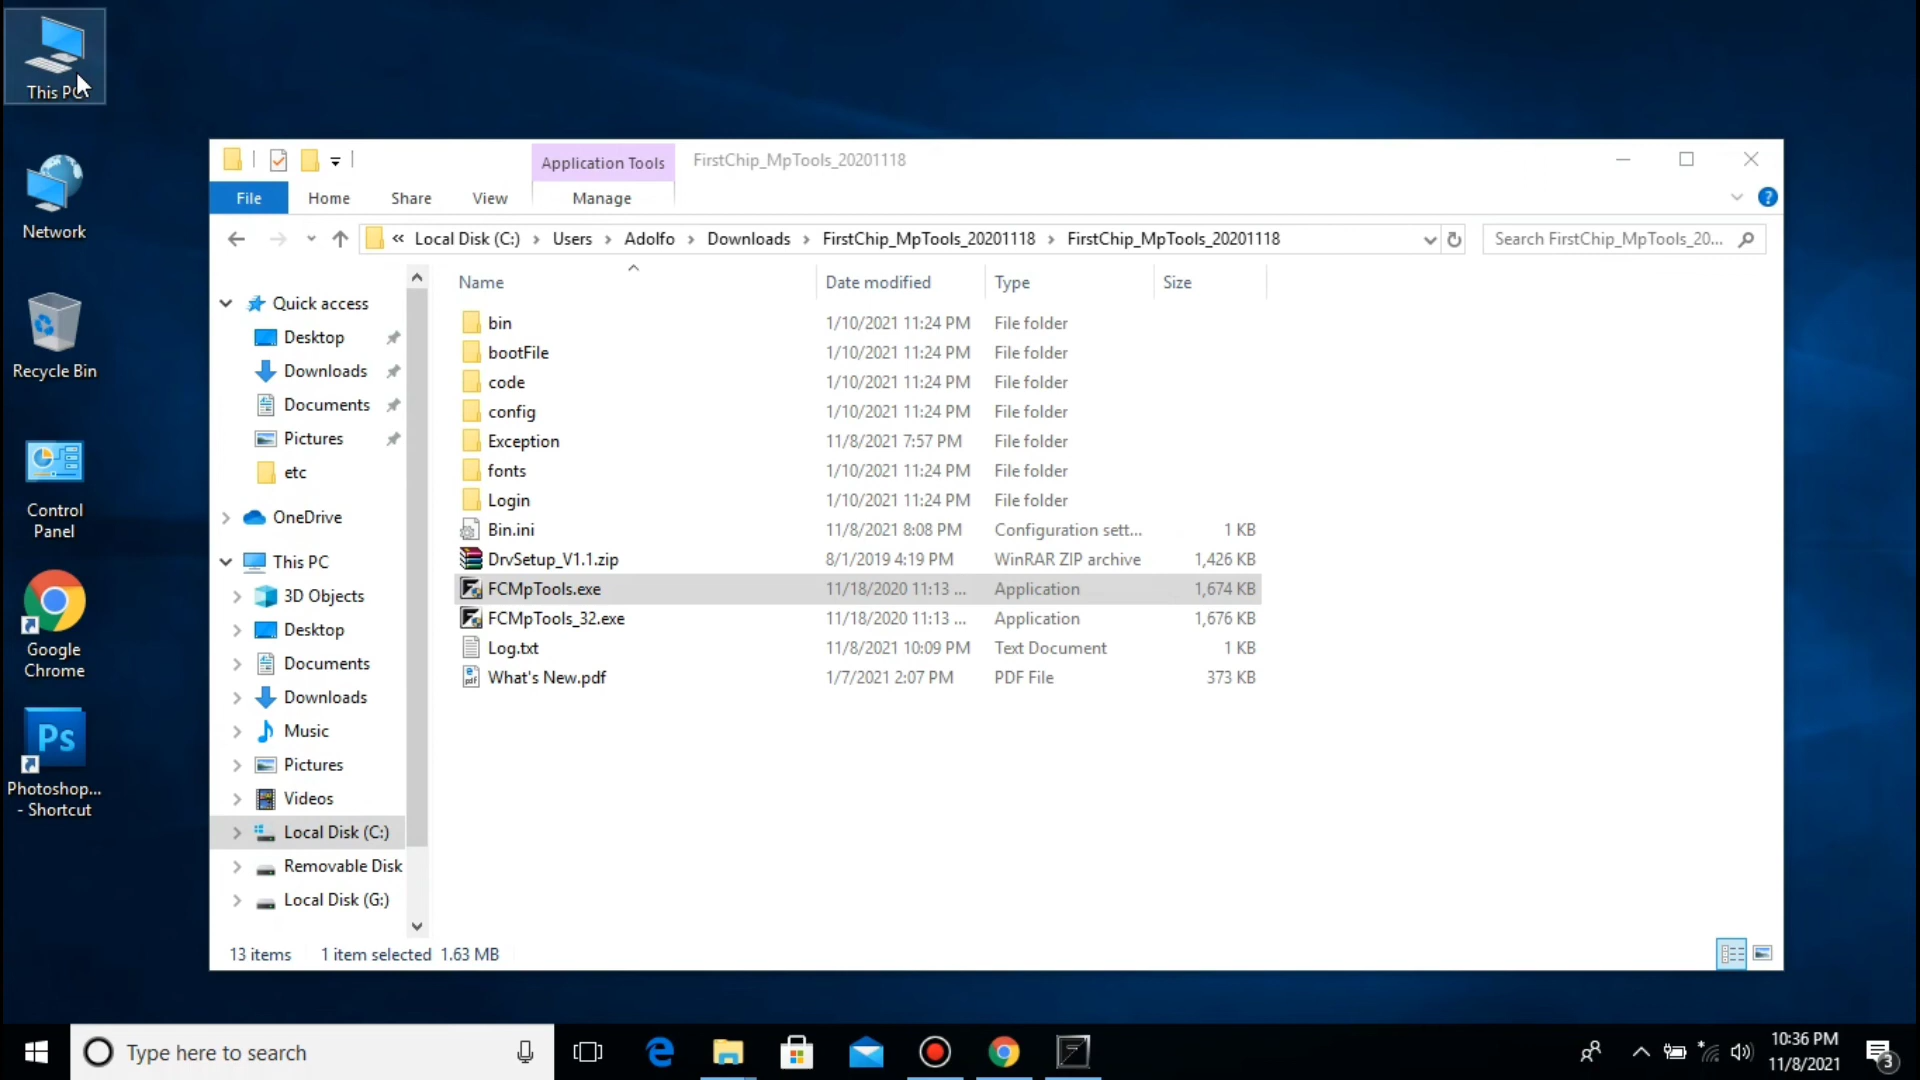 This PC
Network
Recycle Bin
Control
Panel
Google
Chrome
Ps
Photoshop...
- Shortcut
Application Tools
FirstChip_MpTools_20201118
File
Home
Share
View
Manage
« Local Disk (C:) › Users › Adolfo › Downloads › FirstChip_MpTools_20201118 › FirstChip_MpTools_20201118
Search FirstChip_MpTools_20...
Quick access
Desktop
Downloads
Documents
Pictures
etc
OneDrive
This PC
3D Objects
Desktop
Documents
Downloads
Music
Pictures
Videos
Local Disk (C:)
Removable Disk
Local Disk (G:)
Name Date modified Type Size
bin 1/10/2021 11:24 PM File folder
bootFile 1/10/2021 11:24 PM File folder
code 1/10/2021 11:24 PM File folder
config 1/10/2021 11:24 PM File folder
Exception 11/8/2021 7:57 PM File folder
fonts 1/10/2021 11:24 PM File folder
Login 1/10/2021 11:24 PM File folder
Bin.ini 11/8/2021 8:08 PM Configuration sett... 1 KB
DrvSetup_V1.1.zip 8/1/2019 4:19 PM WinRAR ZIP archive 1,426 KB
FCMpTools.exe 11/18/2020 11:13 ... Application 1,674 KB
FCMpTools_32.exe 11/18/2020 11:13 ... Application 1,676 KB
Log.txt 11/8/2021 10:09 PM Text Document 1 KB
What's New.pdf 1/7/2021 2:07 PM PDF File 373 KB
13 items 1 item selected 1.63 MB
Type here to search
10:36 PM
11/8/2021
3